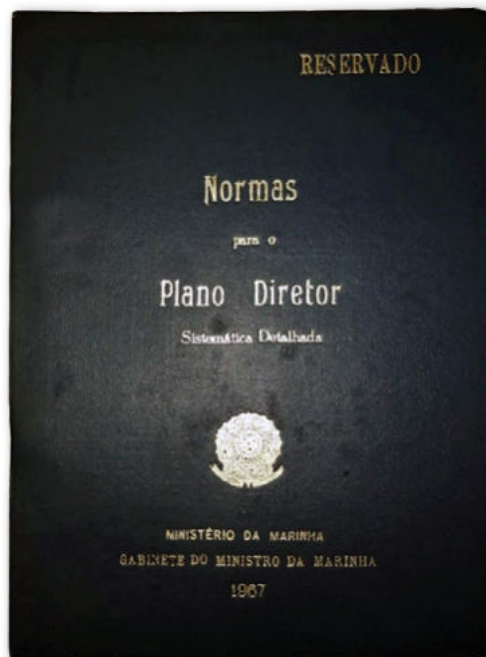 RESERVADO
Normas
para o
Plano Diretor
Sistemática Detalhada
MINISTÉRIO DA MARINHA
GABINETE DO MINISTRO DA MARINHA
1967